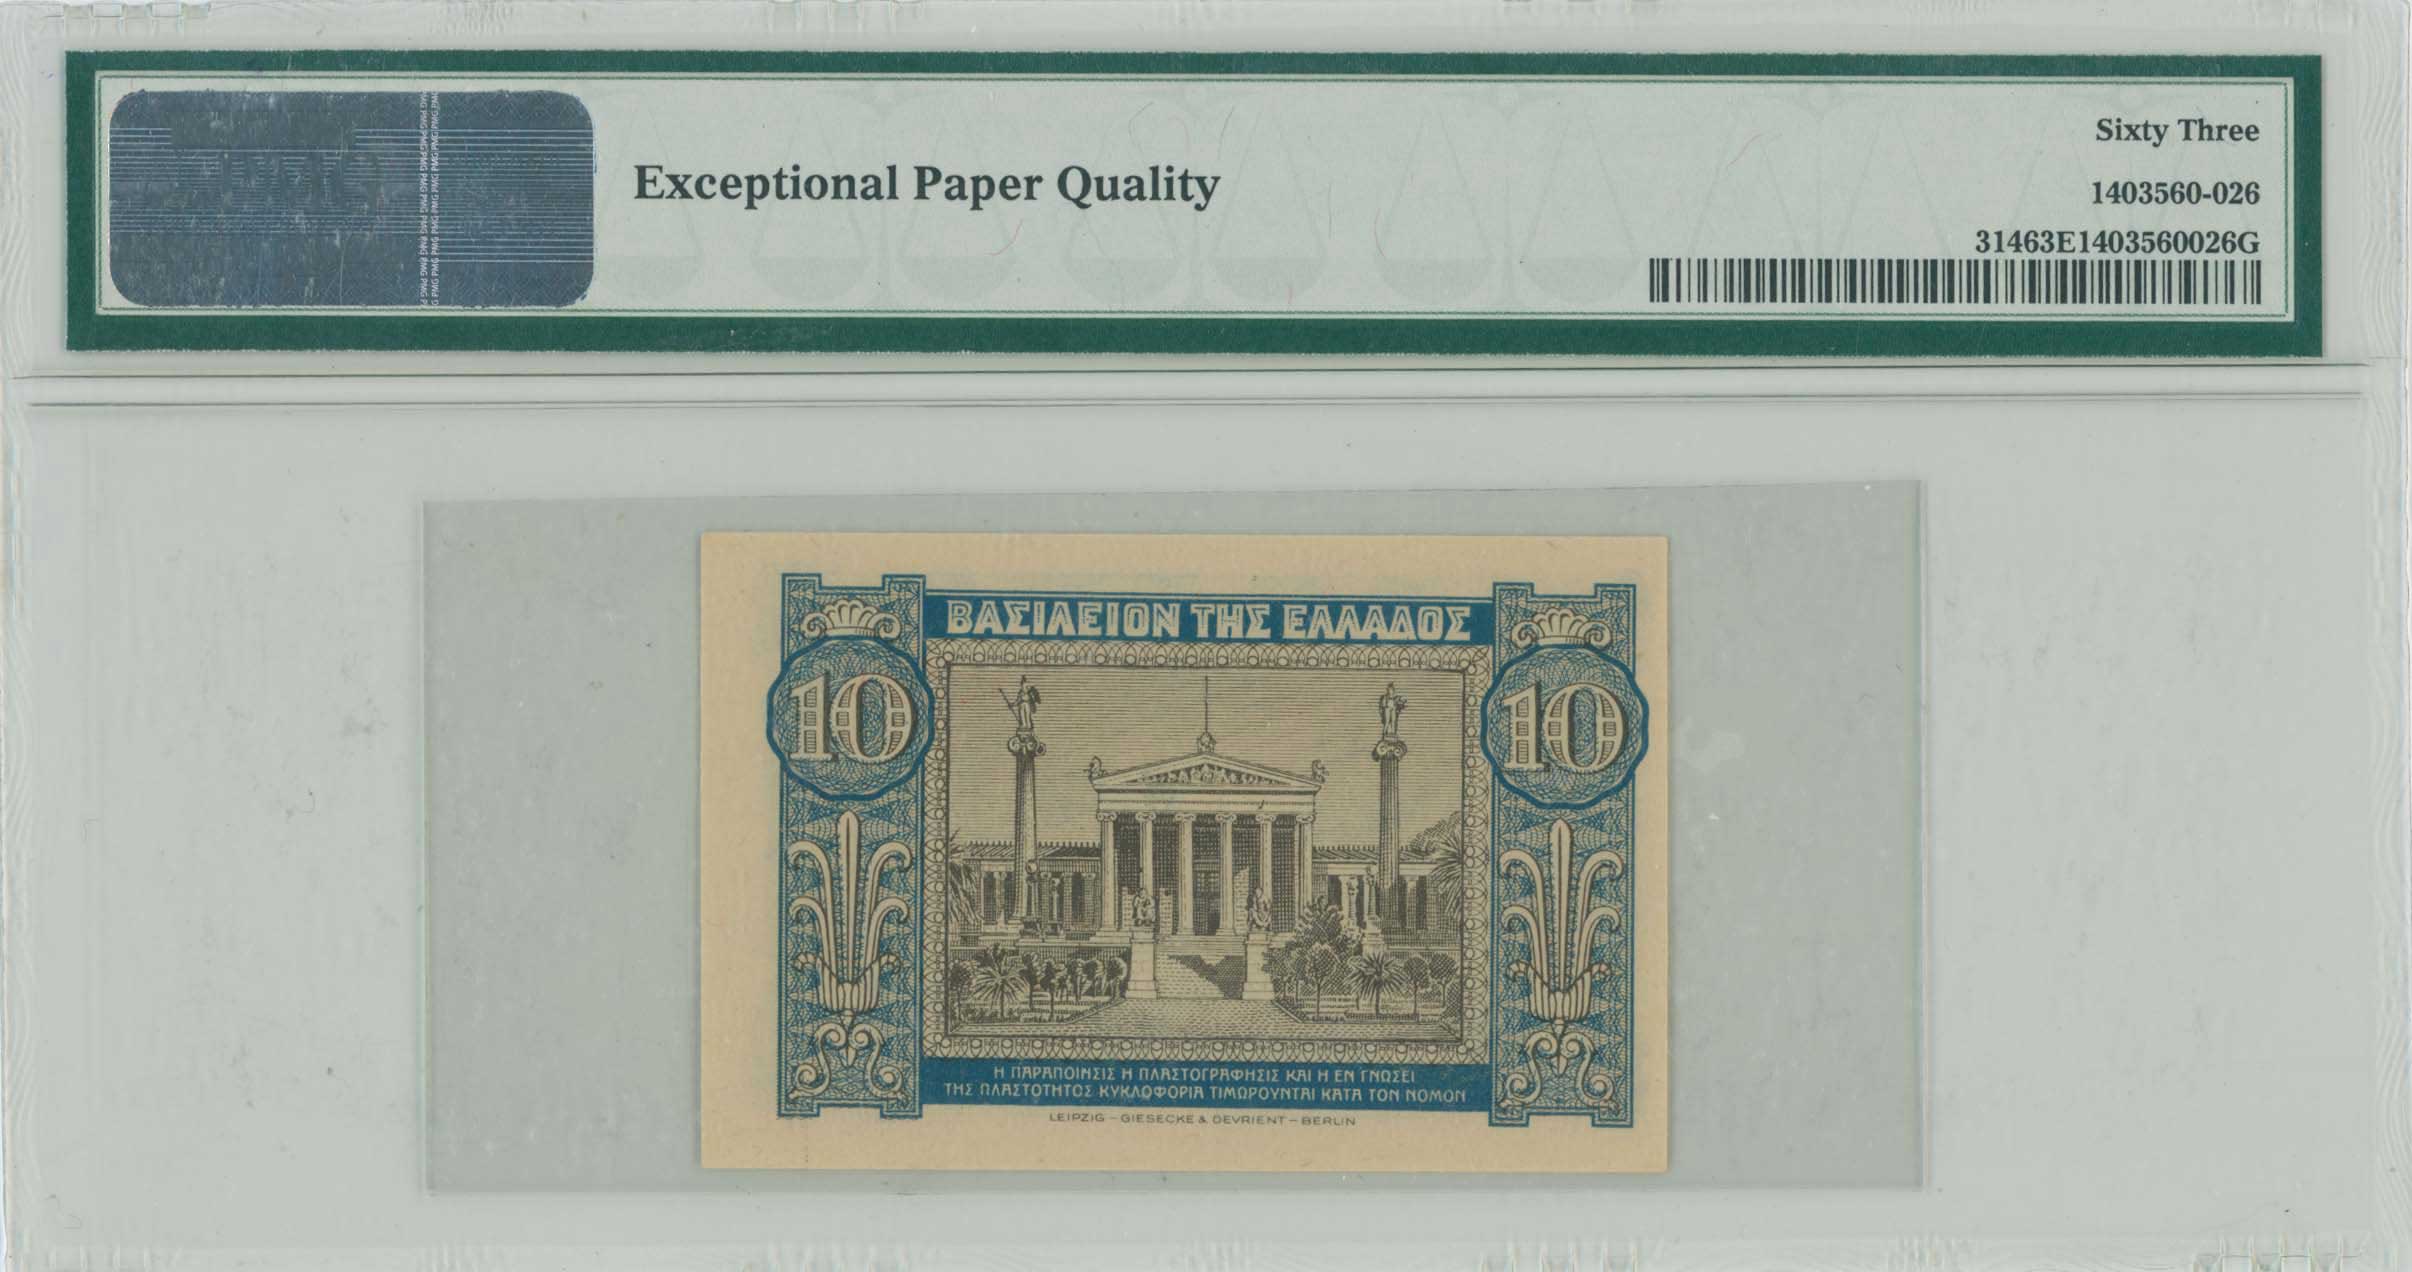 Sixty Three
Exceptional Paper Quality
1403560-026
31463E1403560026G
ΒΑΣΙΛΕΙΟΝ ΤΗΣ ΕΛΛΑΔΟΣ
10
10
Η ΠΑΡΑΠΟΙΗΣΙΣ Η ΠΛΑΣΤΟΓΡΑΦΗΣΙΣ ΚΑΙ Η ΕΝ ΓΝΩΣΕΙ
ΤΗΣ ΠΛΑΣΤΟΤΗΤΟΣ ΚΥΚΛΟΦΟΡΙΑ ΤΙΜΩΡΟΥΝΤΑΙ ΚΑΤΑ ΤΟΝ ΝΟΜΟΝ
LEIPZIG – GIESECKE & DEVRIENT – BERLIN